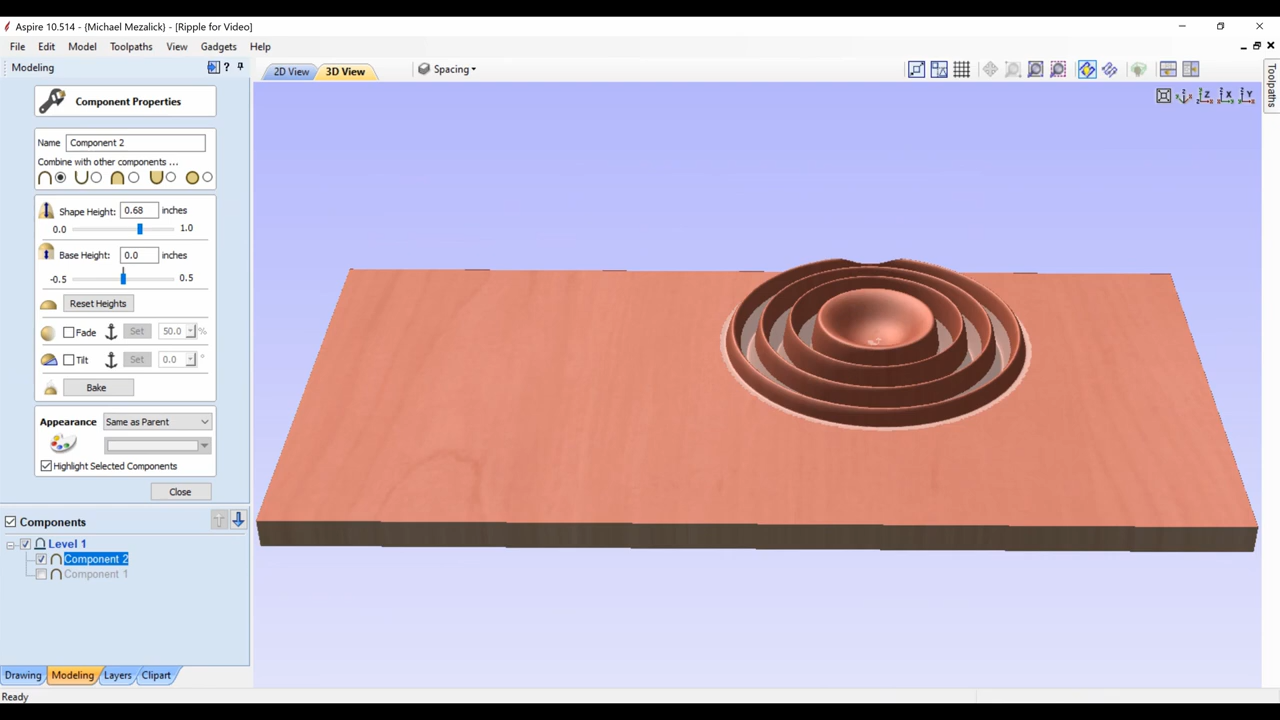 Aspire 10.514 - {Michael Mezalick} - [Ripple for Video]
File Edit Model Toolpaths View Gadgets Help
Modeling
2D View 3D View Spacing
Toolpaths
Z X Y
Component Properties
Name Component 2
Combine with other components ...
Shape Height: 0.68 inches
0.0 1.0
Base Height: 0.0 inches
-0.5 0.5
Reset Heights
Fade Set 50.0 %
Tilt Set 0.0 °
Bake
Appearance Same as Parent
Highlight Selected Components
Close
Components
Level 1
Component 2
Component 1
Drawing Modeling Layers Clipart
Ready